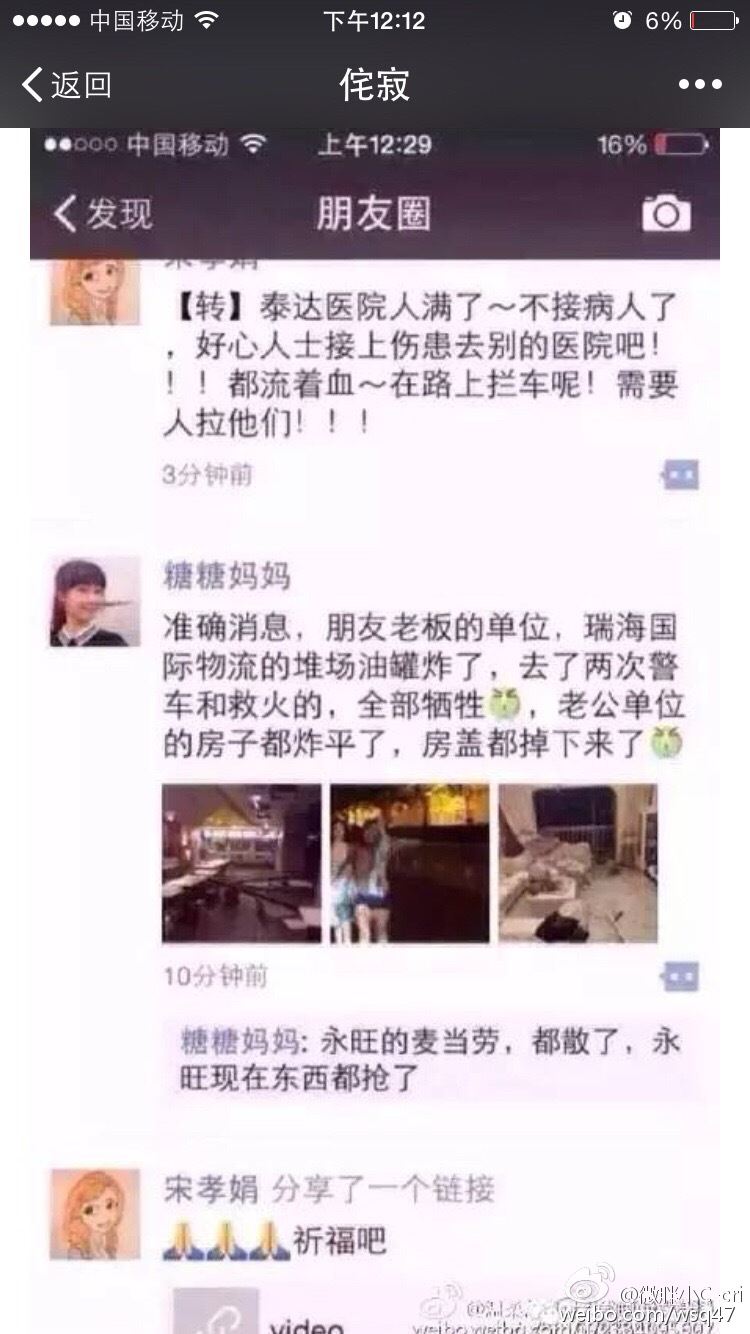 中国移动 下午12:12 6%
返回 侘寂
中国移动 上午12:29 16%
发现 朋友圈
宋孝娟
【转】泰达医院人满了～不接病人了
，好心人士接上伤患去别的医院吧！
！！都流着血～在路上拦车呢！需要
人拉他们！！！
3分钟前
糖糖妈妈
准确消息，朋友老板的单位，瑞海国
际物流的堆场油罐炸了，去了两次警
车和救火的，全部牺牲，老公单位
的房子都炸平了，房盖都掉下来了
10分钟前
糖糖妈妈: 永旺的麦当劳，都散了，永
旺现在东西都抢了
宋孝娟 分享了一个链接
🙏🙏🙏祈福吧
video
@微胖小C-cri
weibo.com/wsq47